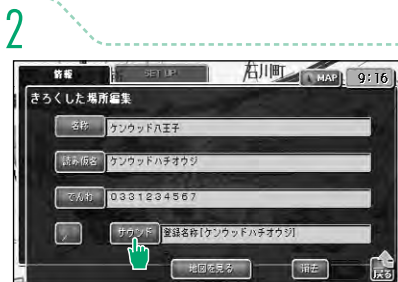 2
情報 SET UP 石川町 MAP 9:16
きろくした場所編集
名称 ケンウッド八王子
読み仮名 ケンウッドハチオウジ
でんわ 0331234567
サウンド 登録名称[ケンウッドハチオウジ]
地図を見る 消去 戻る